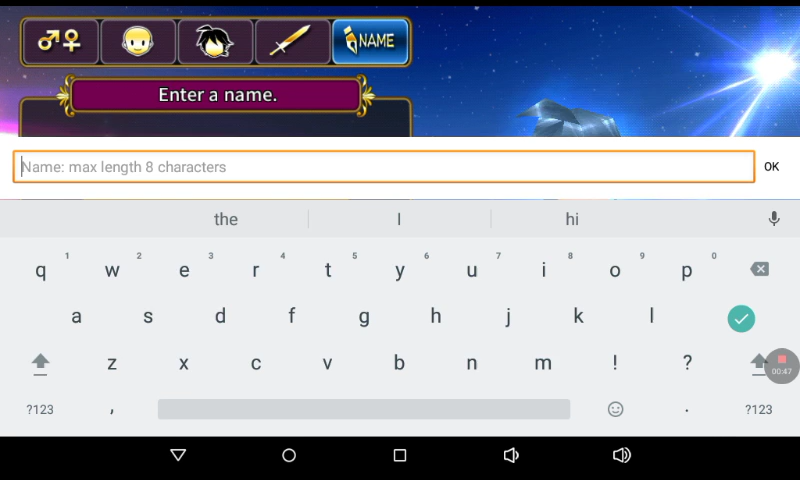 NAME
Enter a name.
Name: max length 8 characters
OK
the I hi
1 2 3 4 5 6 7 8 9 0
q w e r t y u i o p
a s d f g h j k l
z x c v b n m ! ?
00:47
?123 , . ?123